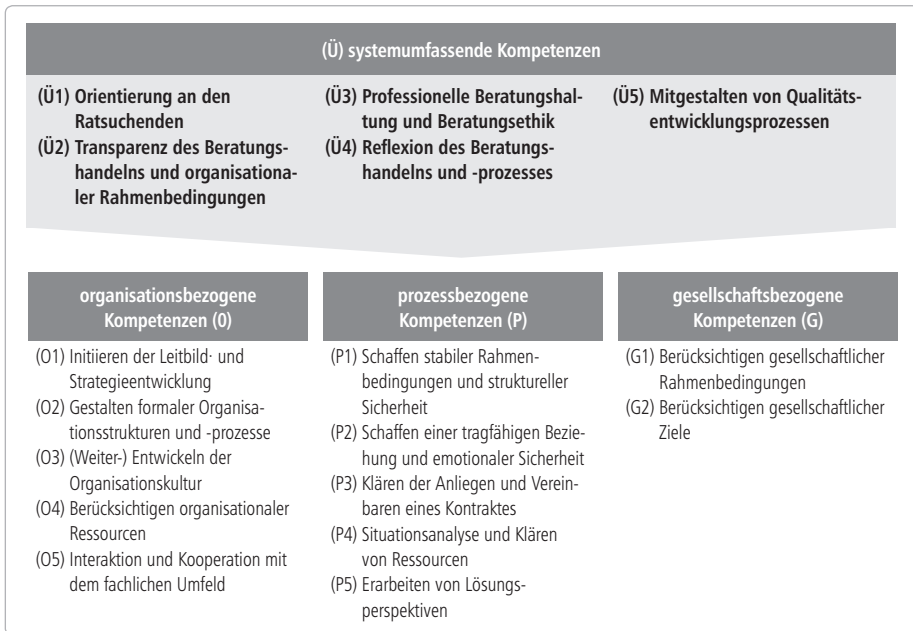 (Ü) systemumfassende Kompetenzen
(Ü1) Orientierung an den
Ratsuchenden
(Ü2) Transparenz des Beratungs-
handelns und organisationa-
ler Rahmenbedingungen
(Ü3) Professionelle Beratungshal-
tung und Beratungsethik
(Ü4) Reflexion des Beratungs-
handelns und -prozesses
(Ü5) Mitgestalten von Qualitäts-
entwicklungsprozessen
organisationsbezogene
Kompetenzen (0)
(O1) Initiieren der Leitbild- und
Strategieentwicklung
(O2) Gestalten formaler Organisa-
tionsstrukturen und -prozesse
(O3) (Weiter-) Entwickeln der
Organisationskultur
(O4) Berücksichtigen organisationaler
Ressourcen
(O5) Interaktion und Kooperation mit
dem fachlichen Umfeld
prozessbezogene
Kompetenzen (P)
(P1) Schaffen stabiler Rahmen-
bedingungen und struktureller
Sicherheit
(P2) Schaffen einer tragfähigen Bezie-
hung und emotionaler Sicherheit
(P3) Klären der Anliegen und Verein-
baren eines Kontraktes
(P4) Situationsanalyse und Klären
von Ressourcen
(P5) Erarbeiten von Lösungs-
perspektiven
gesellschaftsbezogene
Kompetenzen (G)
(G1) Berücksichtigen gesellschaftlicher
Rahmenbedingungen
(G2) Berücksichtigen gesellschaftlicher
Ziele